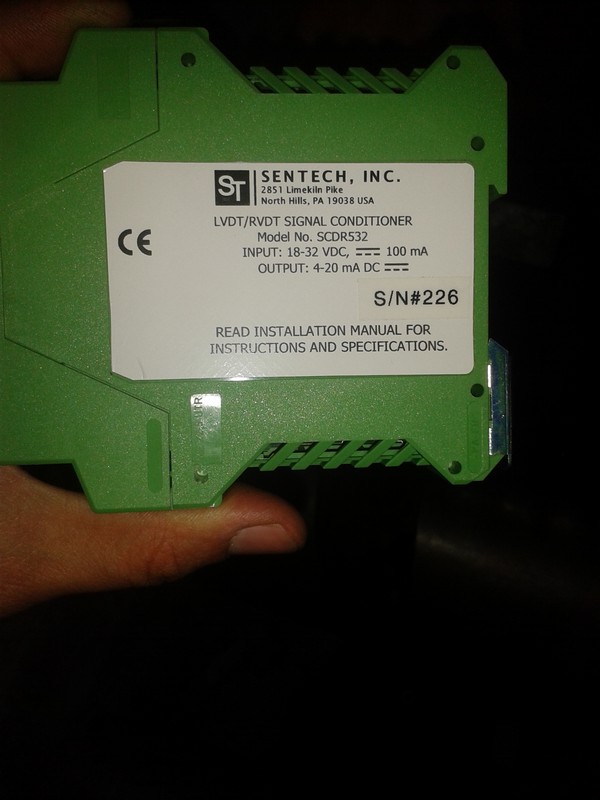 ST SENTECH, INC.
2851 Limekiln Pike
North Hills, PA 19038 USA
LVDT/RVDT SIGNAL CONDITIONER
Model No. SCDR532
INPUT: 18-32 VDC, 100 mA
OUTPUT: 4-20 mA DC
CE
S/N#226
READ INSTALLATION MANUAL FOR
INSTRUCTIONS AND SPECIFICATIONS.